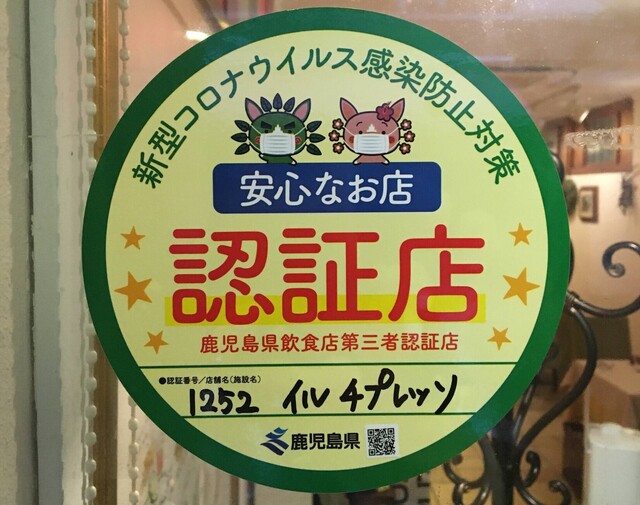 新型コロナウイルス感染防止対策
安心なお店
認証店
鹿児島県飲食店第三者認証店
●認証番号/店舗名(施設名)
1252 イル チプレッソ
鹿児島県